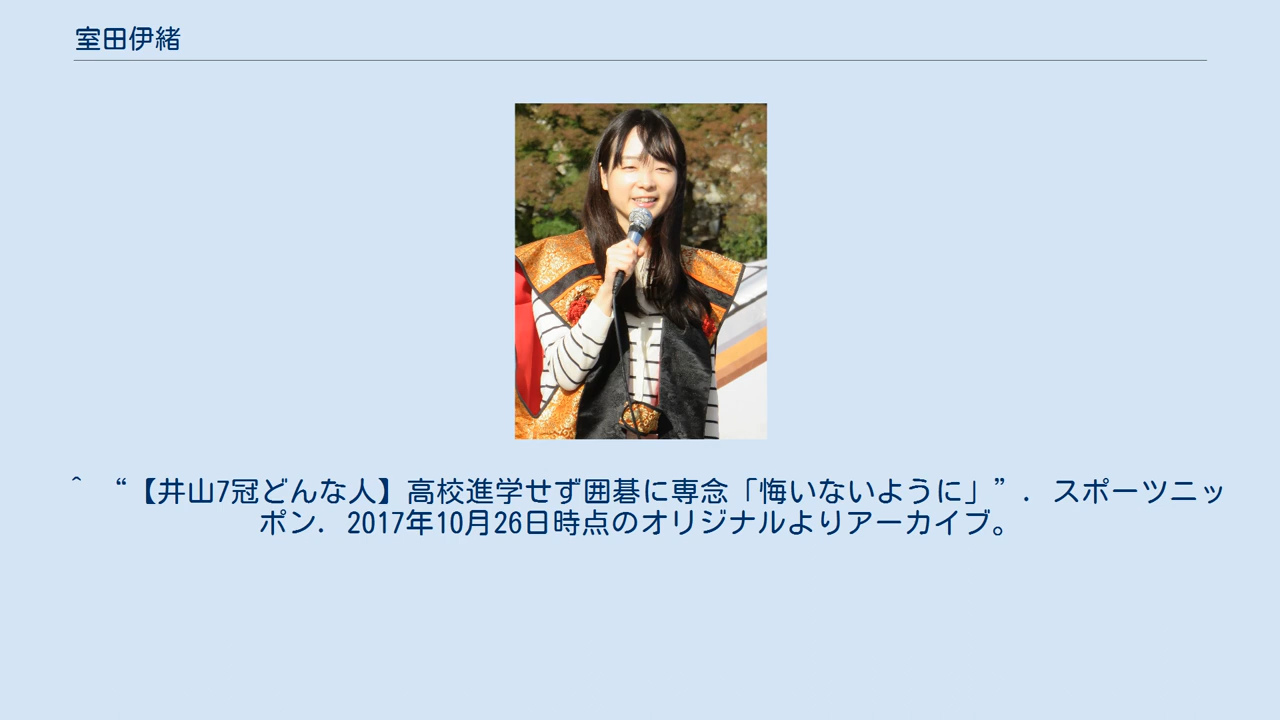 室田伊緒
^ “【井山7冠どんな人】高校進学せず囲碁に専念「悔いないように」”. スポーツニッ
ポン. 2017年10月26日時点のオリジナルよりアーカイブ。